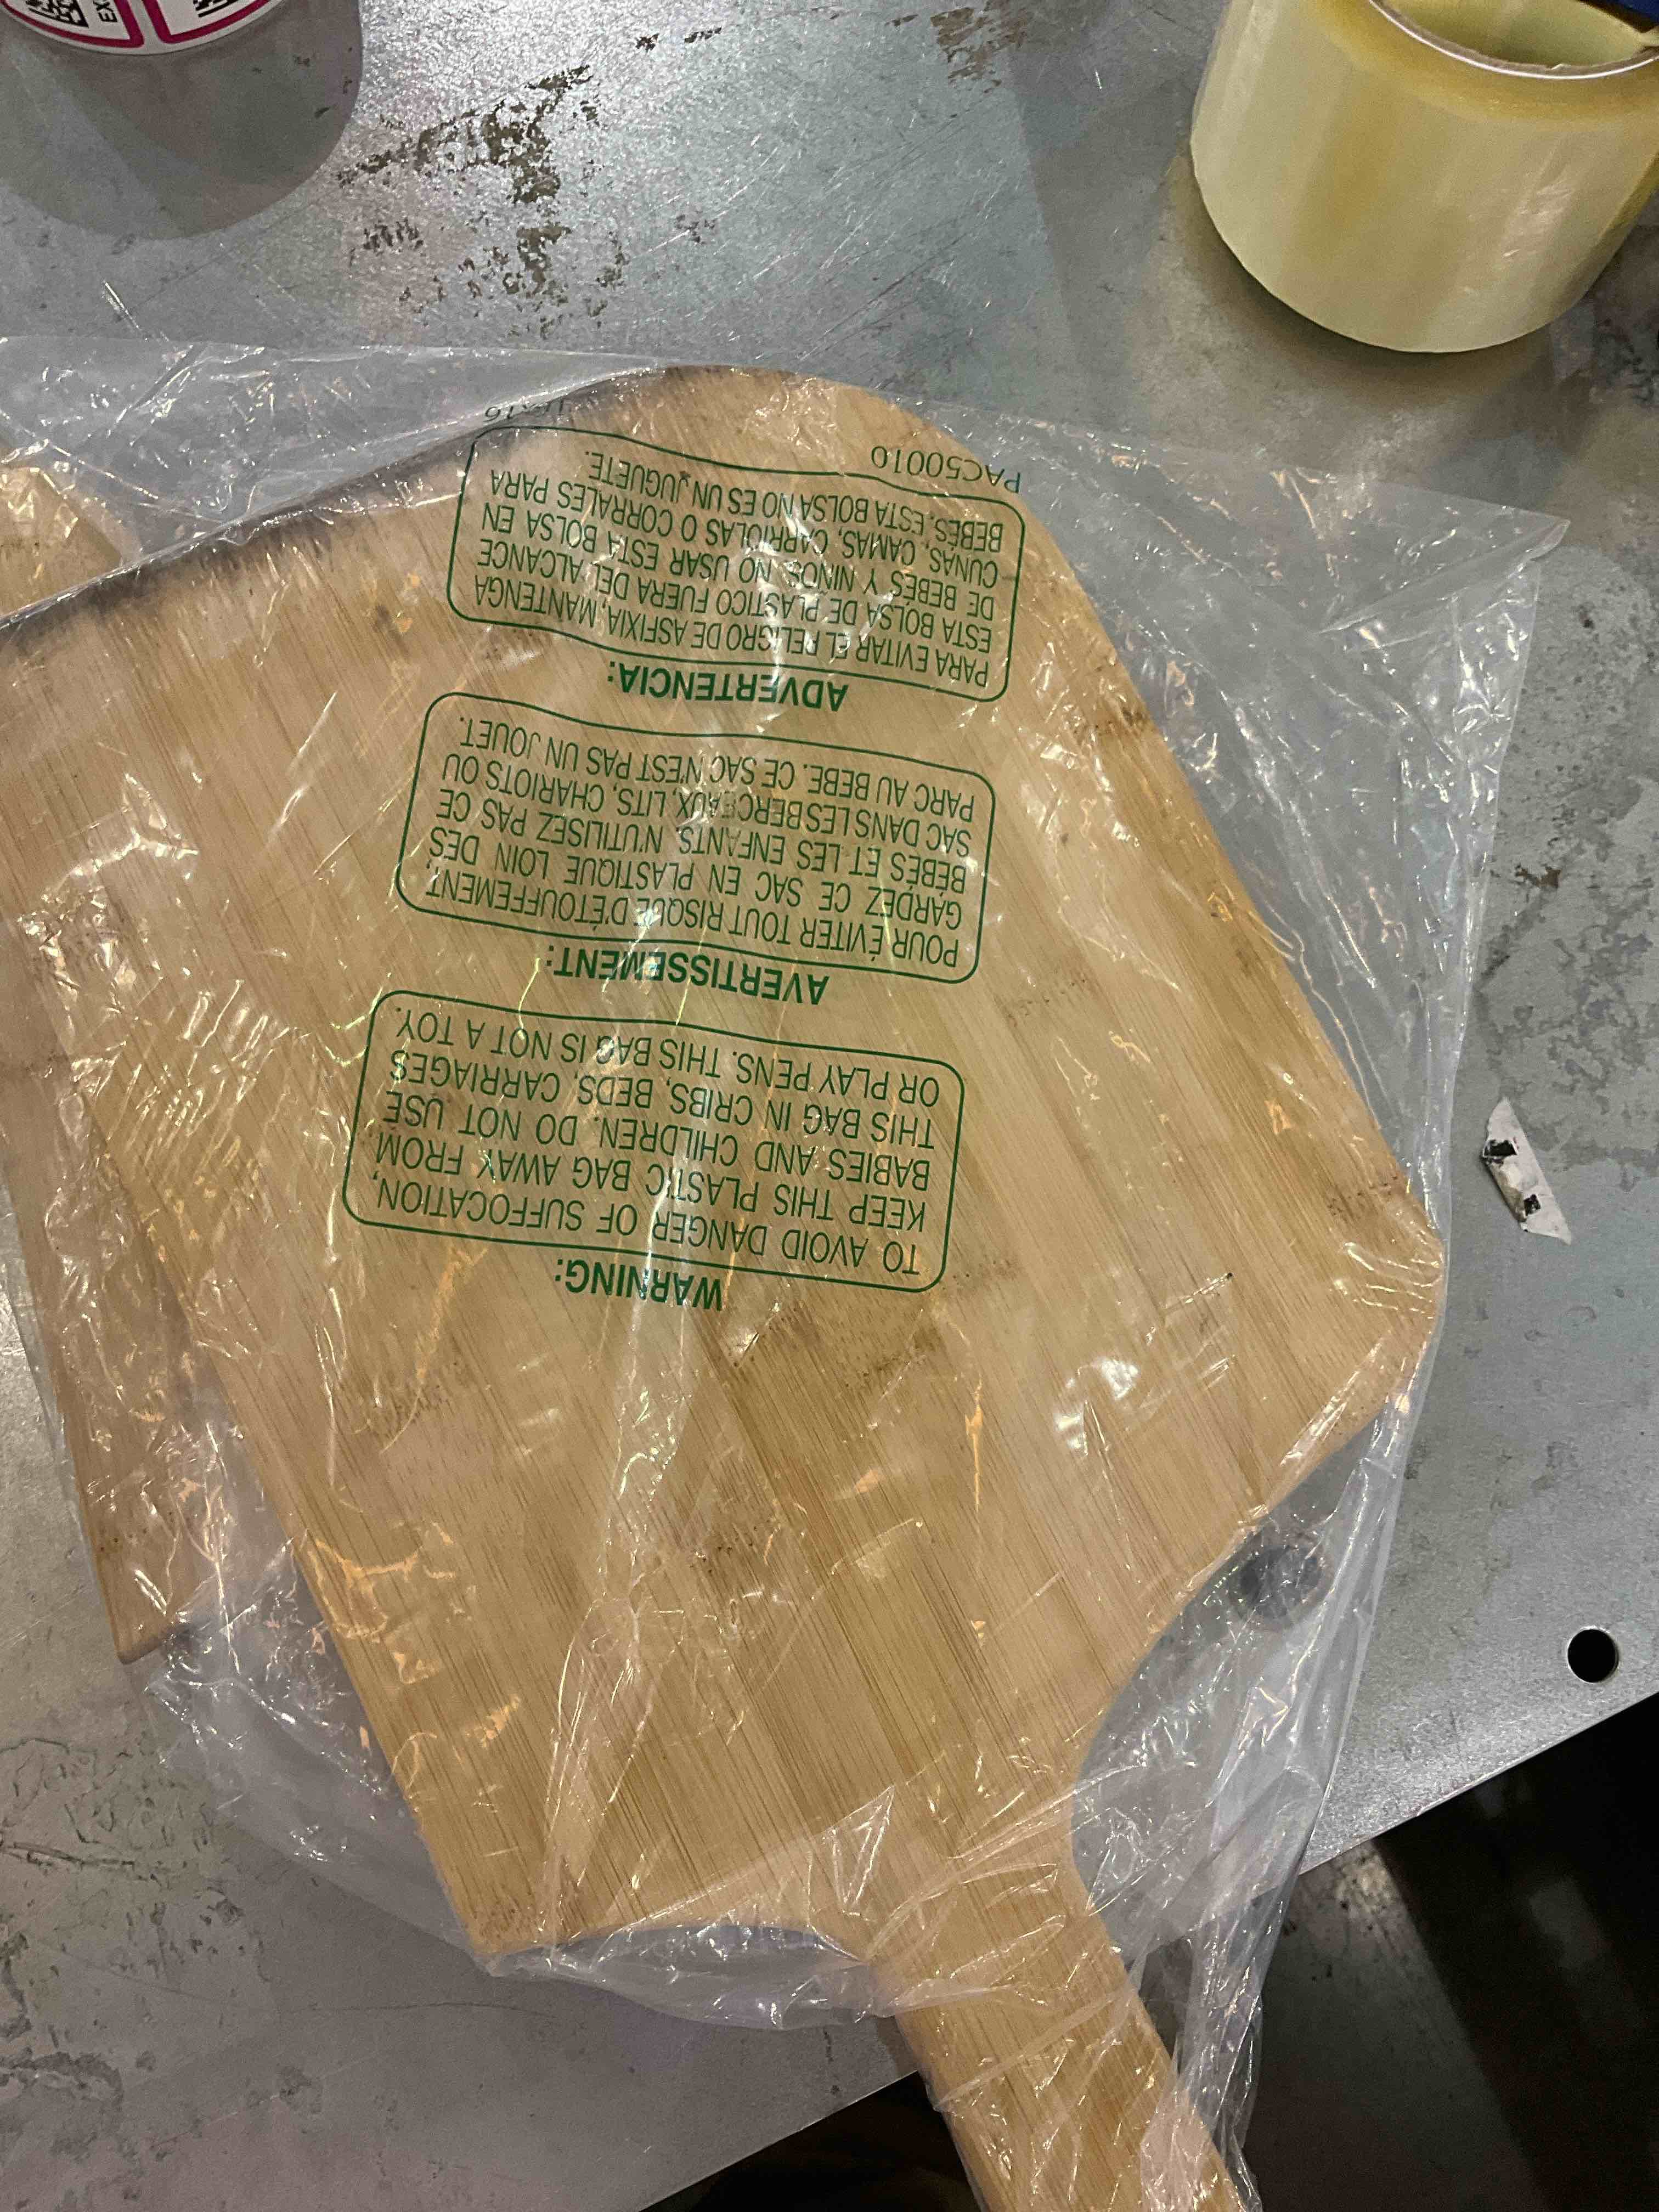 WARNING:
TO AVOID DANGER OF SUFFOCATION,
KEEP THIS PLASTIC BAG AWAY FROM
BABIES AND CHILDREN. DO NOT USE
THIS BAG IN CRIBS, BEDS, CARRIAGES
OR PLAY PENS. THIS BAG IS NOT A TOY.
AVERTISSEMENT:
POUR ÉVITER TOUT RISQUE D'ÉTOUFFEMENT,
GARDEZ CE SAC EN PLASTIQUE LOIN DES
BÉBÉS ET LES ENFANTS. N'UTILISEZ PAS CE
SAC DANS LES BERCEAUX, LITS, CHARIOTS OU
PARC AU BEBE. CE SAC N'EST PAS UN JOUET.
ADVERTENCIA:
PARA EVITAR EL PELIGRO DE ASFIXIA, MANTENGA
ESTA BOLSA DE PLASTICO FUERA DEL ALCANCE
DE BEBÉS Y NINOS. NO USAR ESTA BOLSA EN
CUNAS, CAMAS, CARRIOLAS O CORRALES PARA
BEBÉS. ESTA BOLSA NO ES UN JUGUETE.
PAC50010
EX